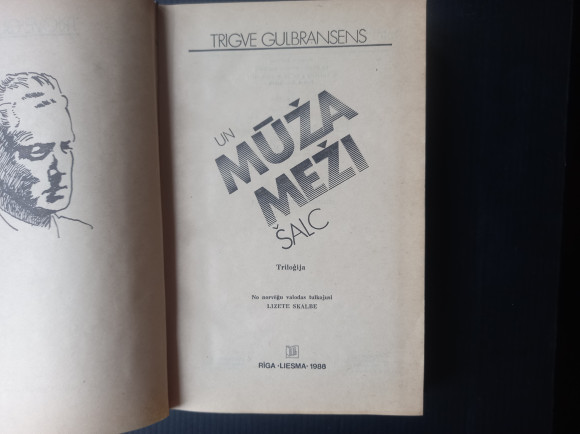 TRIGVE GULBRANSENS
UN
MŪŽA
MEŽI
ŠALC
Triloģija
No norvēģu valodas tulkojusi
LIZETE SKALBE
RĪGA «LIESMA» 1988